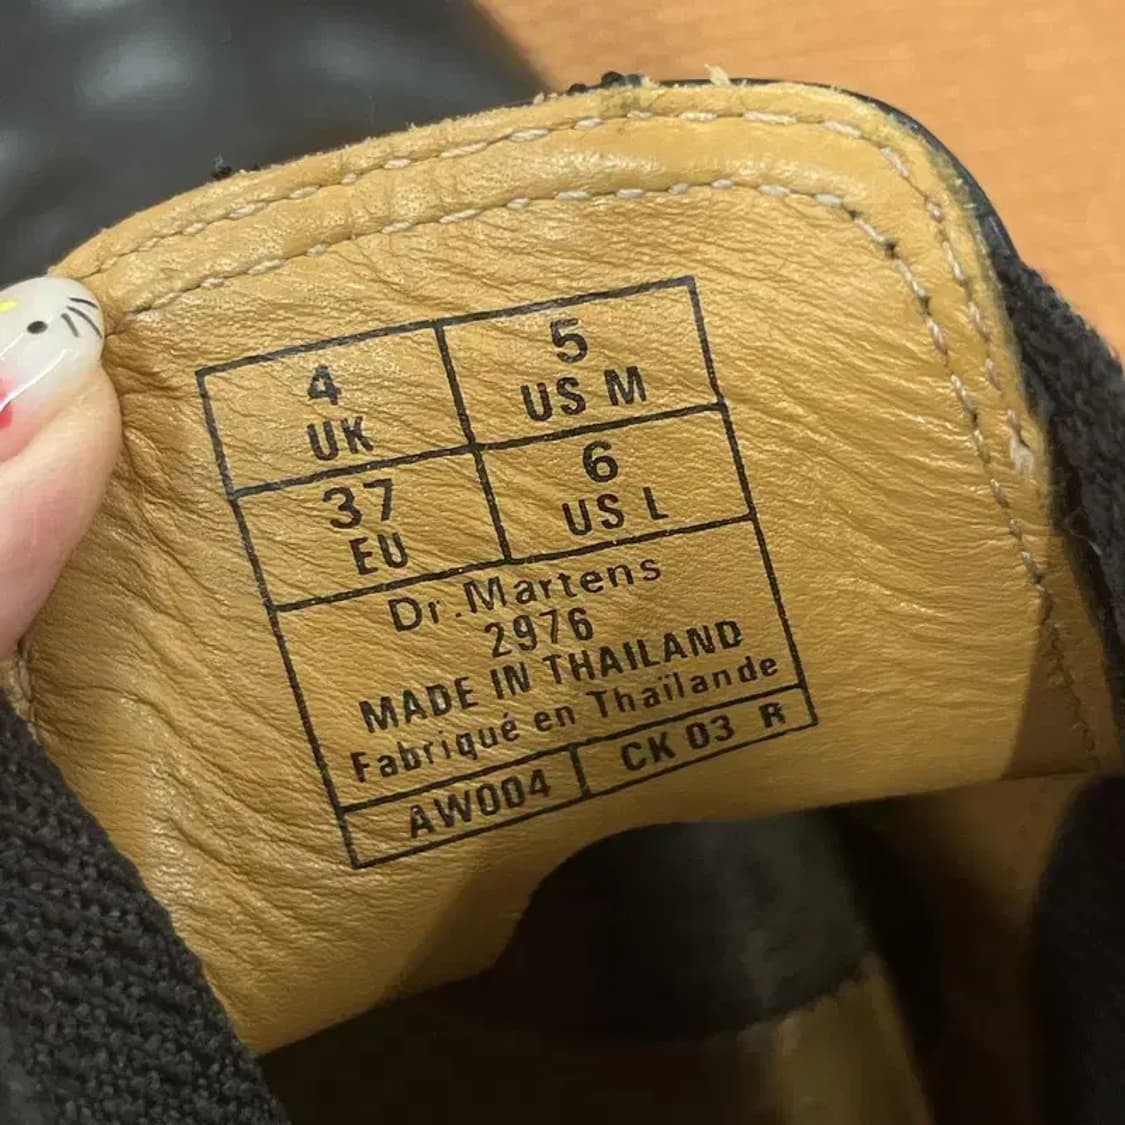 4
UK
5
US M
37
EU
6
US L
Dr.Martens
2976
MADE IN THAILAND
Fabriqué en Thaïlande
AW004
CK 03 R